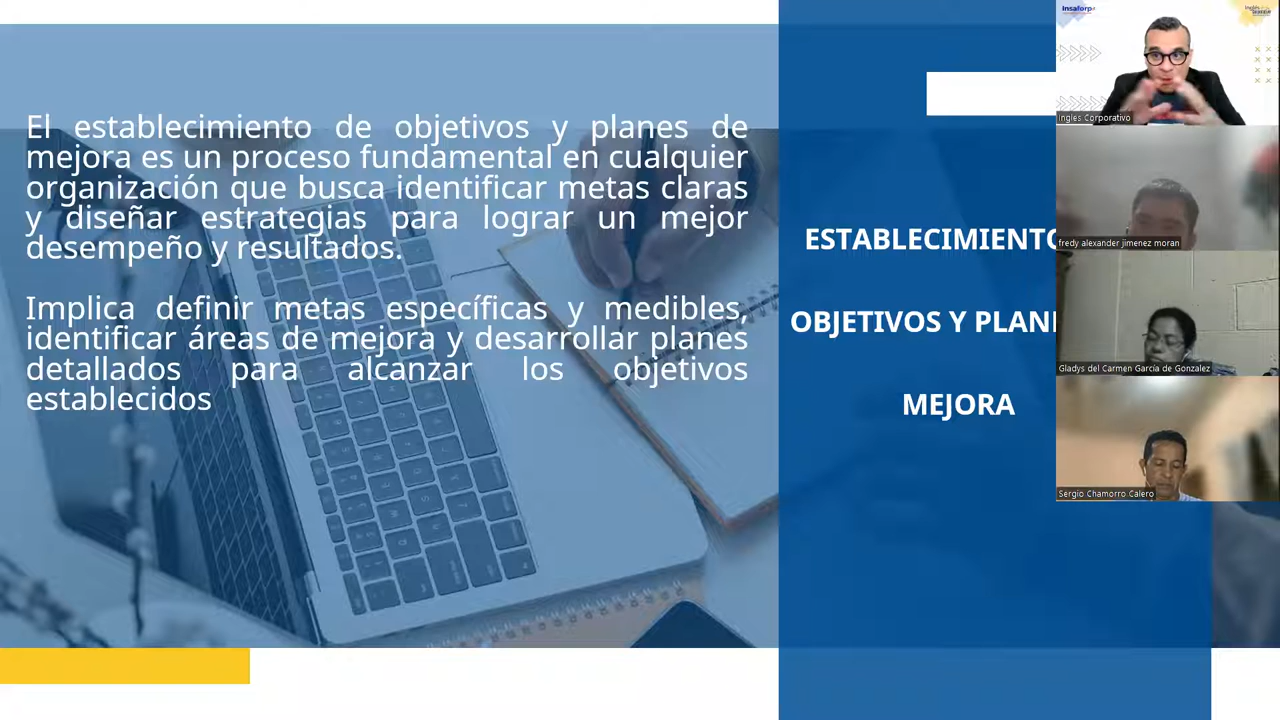 El establecimiento de objetivos y planes de
mejora es un proceso fundamental en cualquier
organización que busca identificar metas claras
y diseñar estrategias para lograr un mejor
desempeño y resultados.
Implica definir metas específicas y medibles,
identificar áreas de mejora y desarrollar planes
detallados para alcanzar los objetivos
establecidos
ESTABLECIMIENTO
OBJETIVOS Y PLAN
MEJORA
insaforp
Ingles Corporativo
fredy alexander jimenez moran
Gladys del Carmen García de Gonzalez
Sergio Chamorro Calero